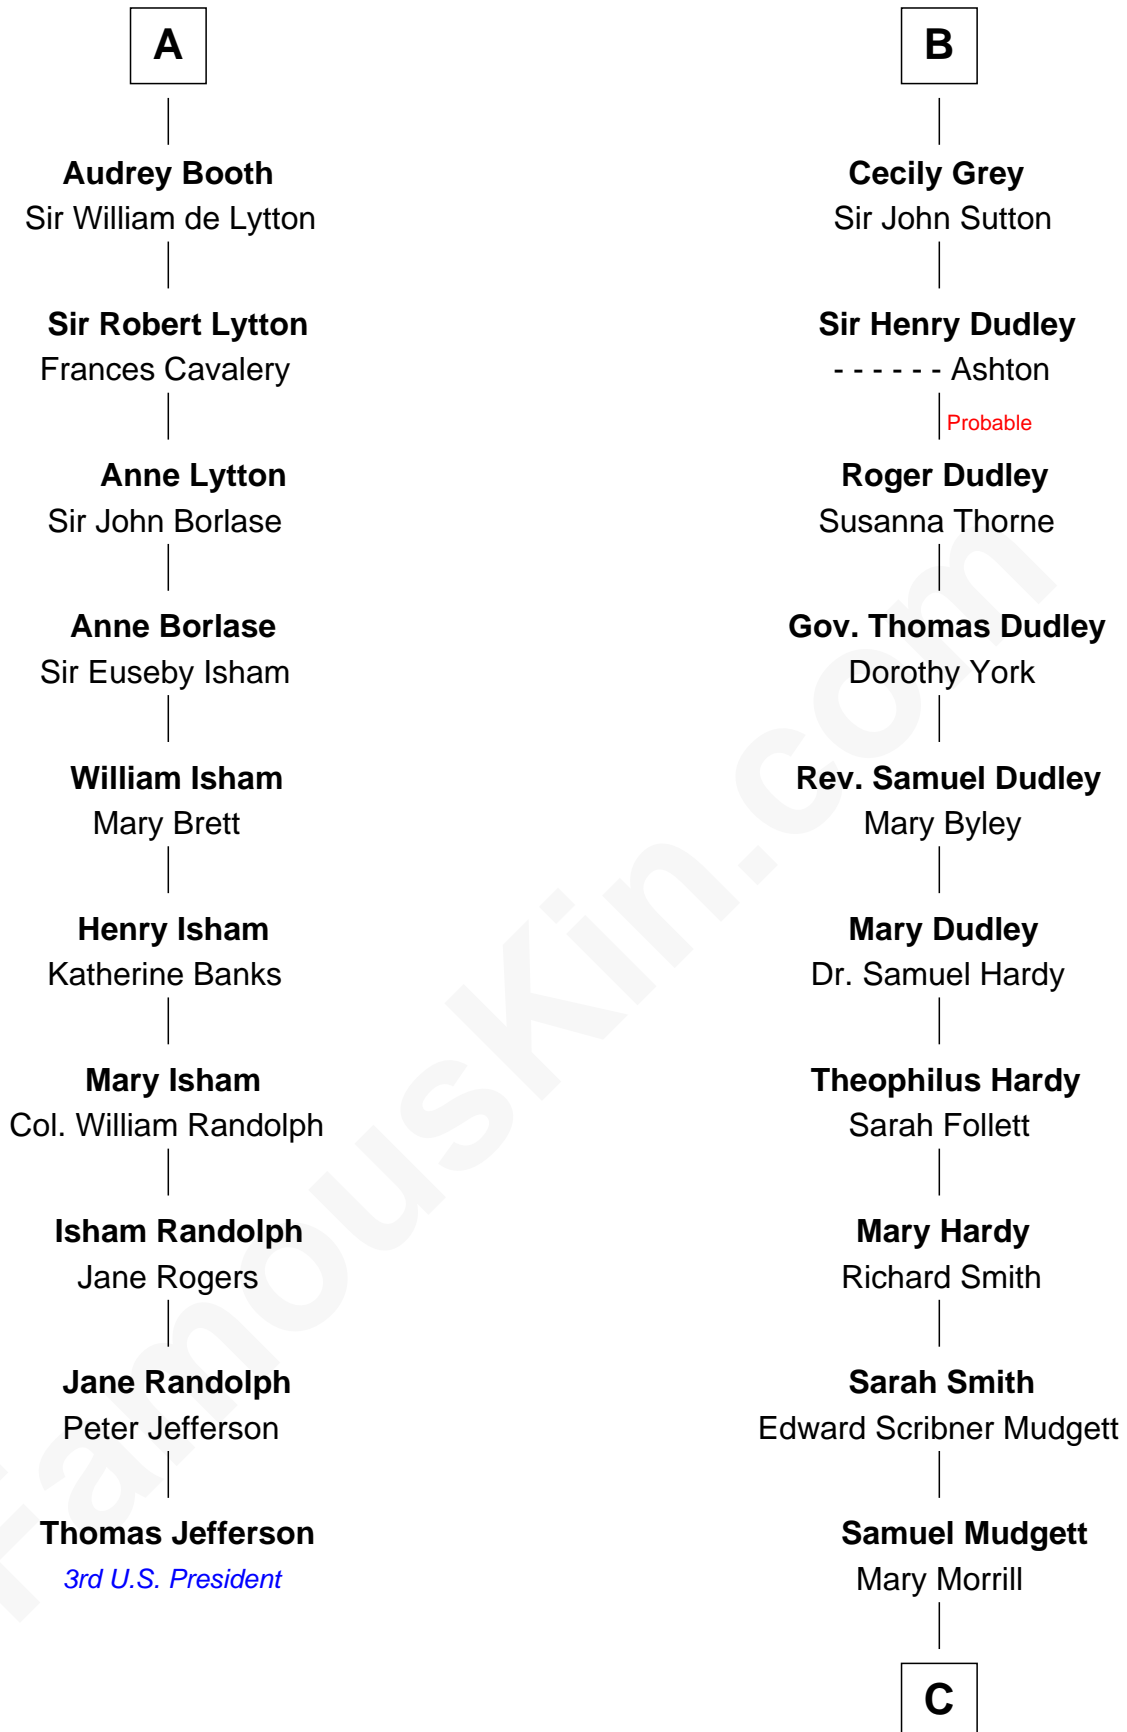 A
Audrey Booth
Sir William de Lytton
Sir Robert Lytton
Frances Cavalery
Anne Lytton
Sir John Borlase
Anne Borlase
Sir Euseby Isham
William Isham
Mary Brett
Henry Isham
Katherine Banks
Mary Isham
Col. William Randolph
Isham Randolph
Jane Rogers
Jane Randolph
Peter Jefferson
Thomas Jefferson
3rd U.S. President
B
Cecily Grey
Sir John Sutton
Sir Henry Dudley
- - - - - - Ashton
Probable
Roger Dudley
Susanna Thorne
Gov. Thomas Dudley
Dorothy York
Rev. Samuel Dudley
Mary Byley
Mary Dudley
Dr. Samuel Hardy
Theophilus Hardy
Sarah Follett
Mary Hardy
Richard Smith
Sarah Smith
Edward Scribner Mudgett
Samuel Mudgett
Mary Morrill
C
FamousKin.com